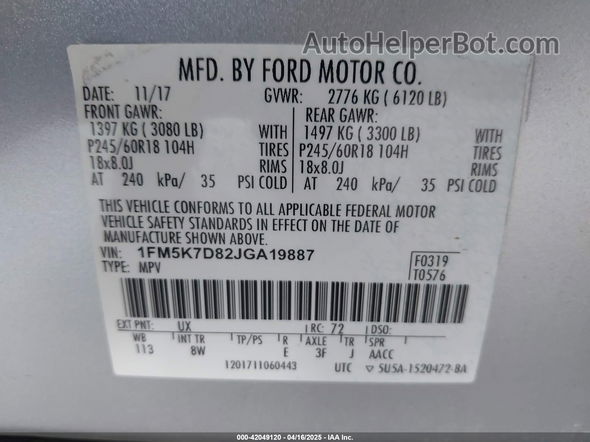 AutoHelperBot.com
MFD. BY FORD MOTOR CO.
DATE: 11/17 GVWR: 2776 KG ( 6120 LB)
FRONT GAWR: REAR GAWR:
1397 KG ( 3080 LB) WITH 1497 KG ( 3300 LB) WITH
P245/60R18 104H TIRES P245/60R18 104H TIRES
18x8.0J RIMS 18x8.0J RIMS
AT 240 kPa/ 35 PSI COLD AT 240 kPa/ 35 PSI COLD
THIS VEHICLE CONFORMS TO ALL APPLICABLE FEDERAL MOTOR
VEHICLE SAFETY STANDARDS IN EFFECT ON THE DATE OF
MANUFACTURE SHOWN ABOVE.
VIN: 1FM5K7D82JGA19887 F0319
TYPE: MPV T0576
EXT PNT: UX RC: 72 DSO:
WB INT TR TP/PS R AXLE TR SPR
113 8W E 3F J AACC
1201711060443 UTC ▽ 5U5A-1520472-BA
000-42049120 - 04/16/2025 - IAA Inc.